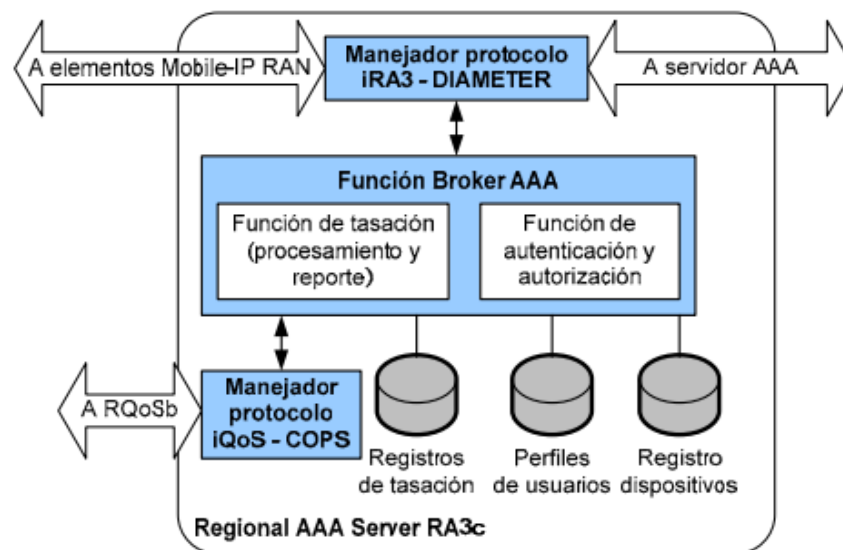 A elementos Mobile-IP RAN
Manejador protocolo
iRA3 - DIAMETER
A servidor AAA
Función Broker AAA
Función de tasación
(procesamiento y
reporte)
Función de
autenticación y
autorización
A RQoSb
Manejador
protocolo
iQoS - COPS
Registros
de tasación
Perfiles
de usuarios
Registro
dispositivos
Regional AAA Server RA3c